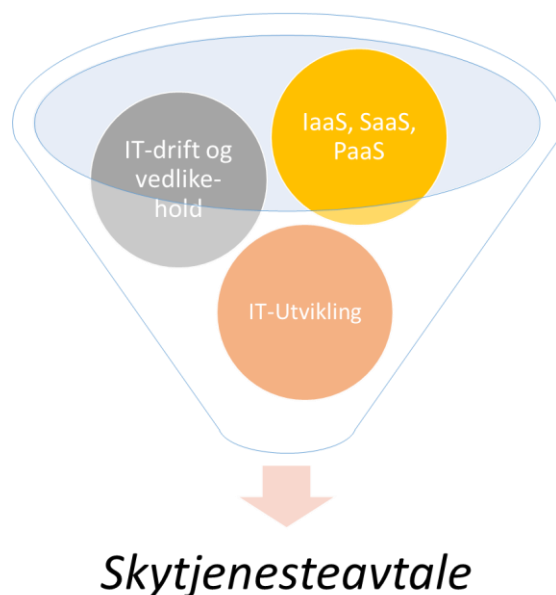 IT-drift og
vedlike-
hold
IaaS, SaaS,
PaaS
IT-Utvikling
Skytjenesteavtale